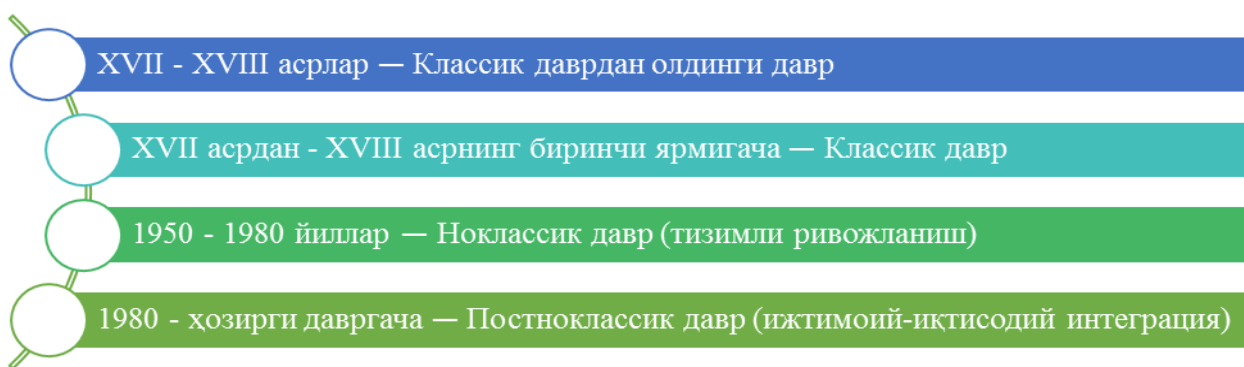 XVII - XVIII асрлар — Классик даврдан олдинги давр
XVII асрдан - XVIII асрнинг биринчи ярмигача — Классик давр
1950 - 1980 йиллар — Ноклассик давр (тизимли ривожланиш)
1980 - ҳозирги давргача — Постноклассик давр (ижтимоий-иқтисодий интеграция)